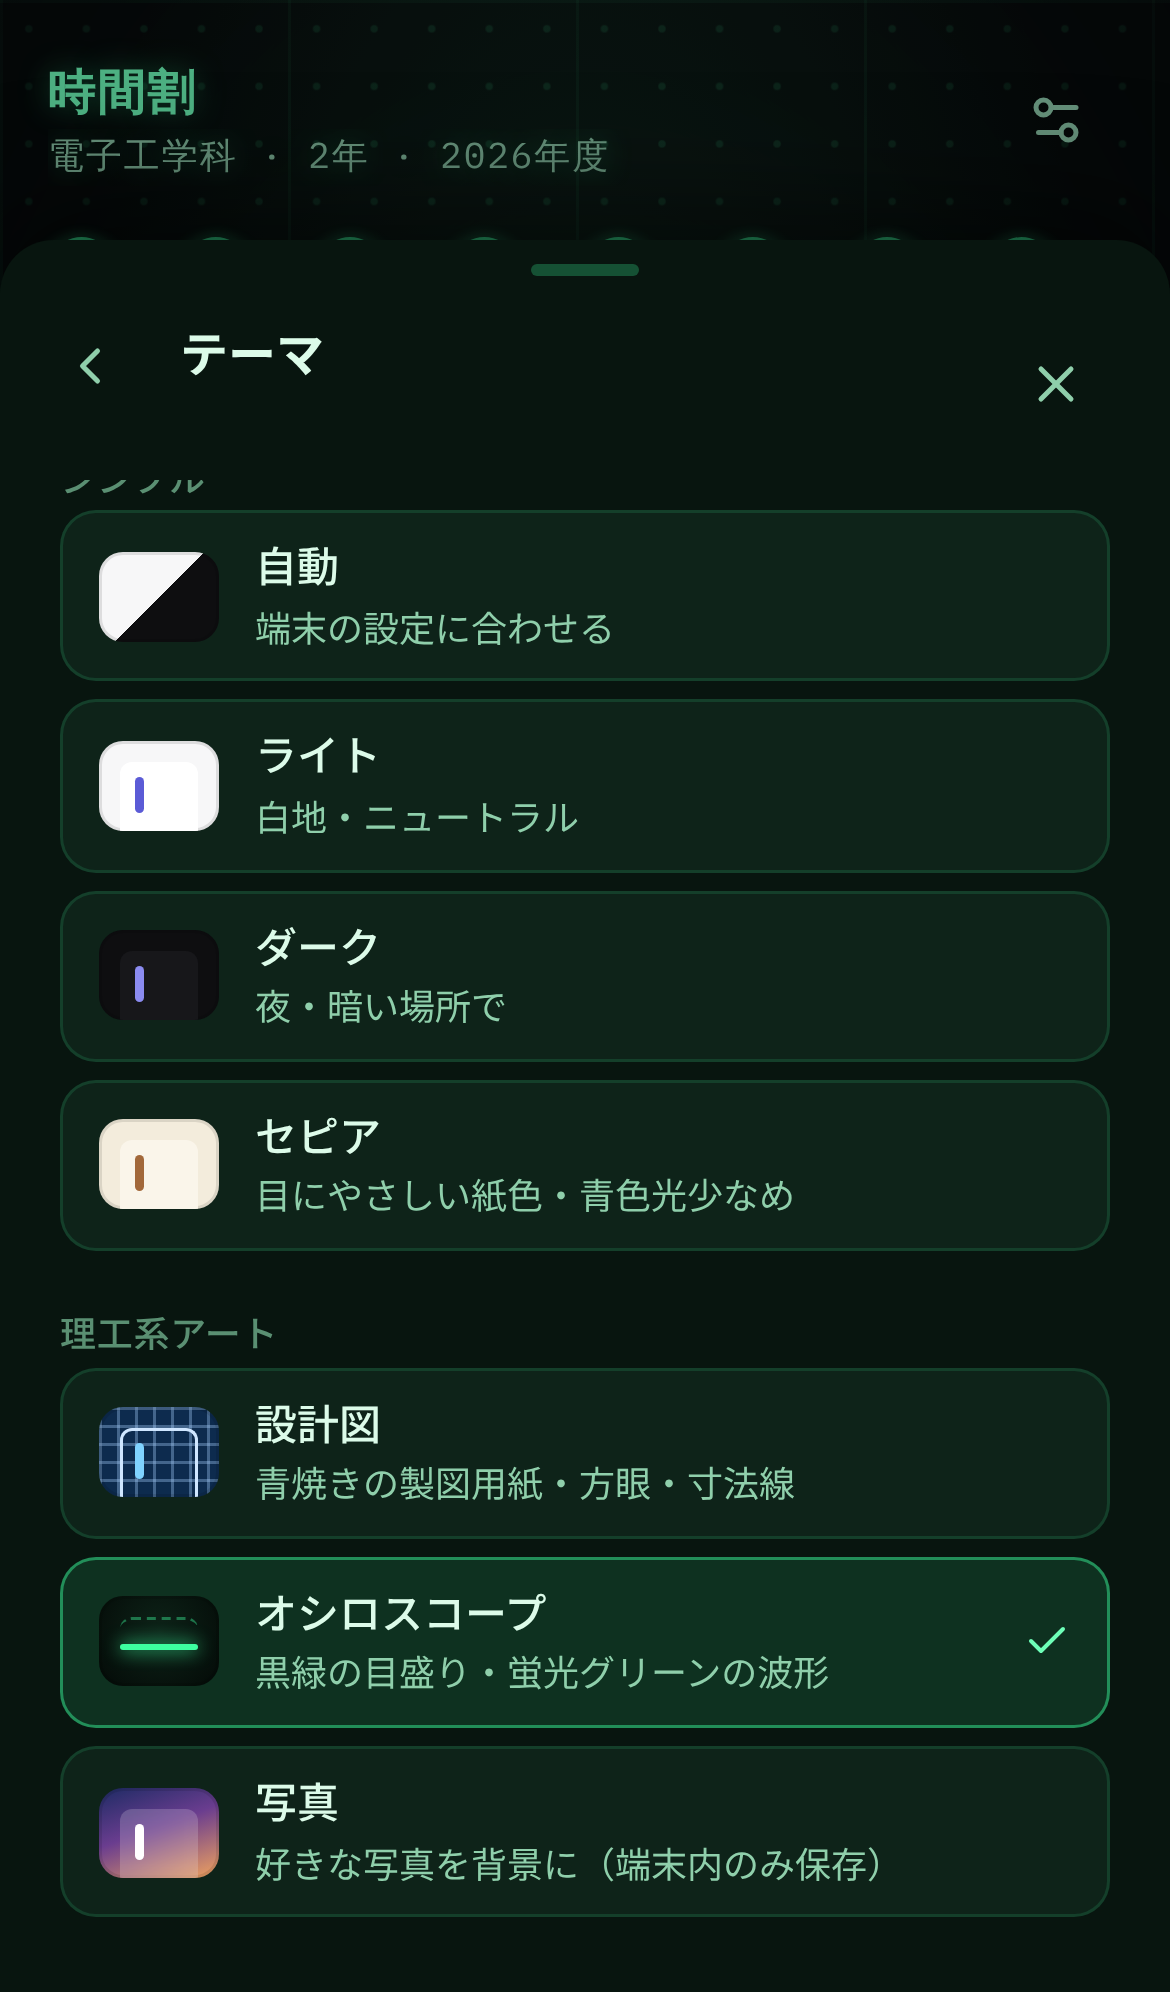 時間割
電子工学科 · 2年 · 2026年度
テーマ
自動
端末の設定に合わせる
ライト
白地・ニュートラル
ダーク
夜・暗い場所で
セピア
目にやさしい紙色・青色光少なめ
理工系アート
設計図
青焼きの製図用紙・方眼・寸法線
オシロスコープ
黒緑の目盛り・蛍光グリーンの波形
写真
好きな写真を背景に（端末内のみ保存）